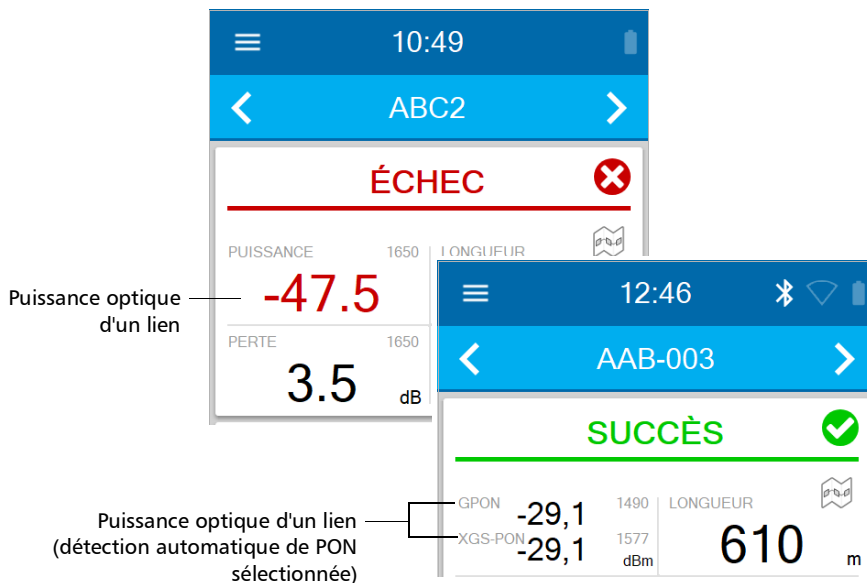 10:49
ABC2
ÉCHEC
PUISSANCE 1650 LONGUEUR
-47.5
PERTE 1650
3.5 dB
Puissance optique
d'un lien
12:46
AAB-003
SUCCÈS
GPON -29,1 1490 LONGUEUR
XGS-PON -29,1 1577 dBm
610 m
Puissance optique d'un lien
(détection automatique de PON
sélectionnée)